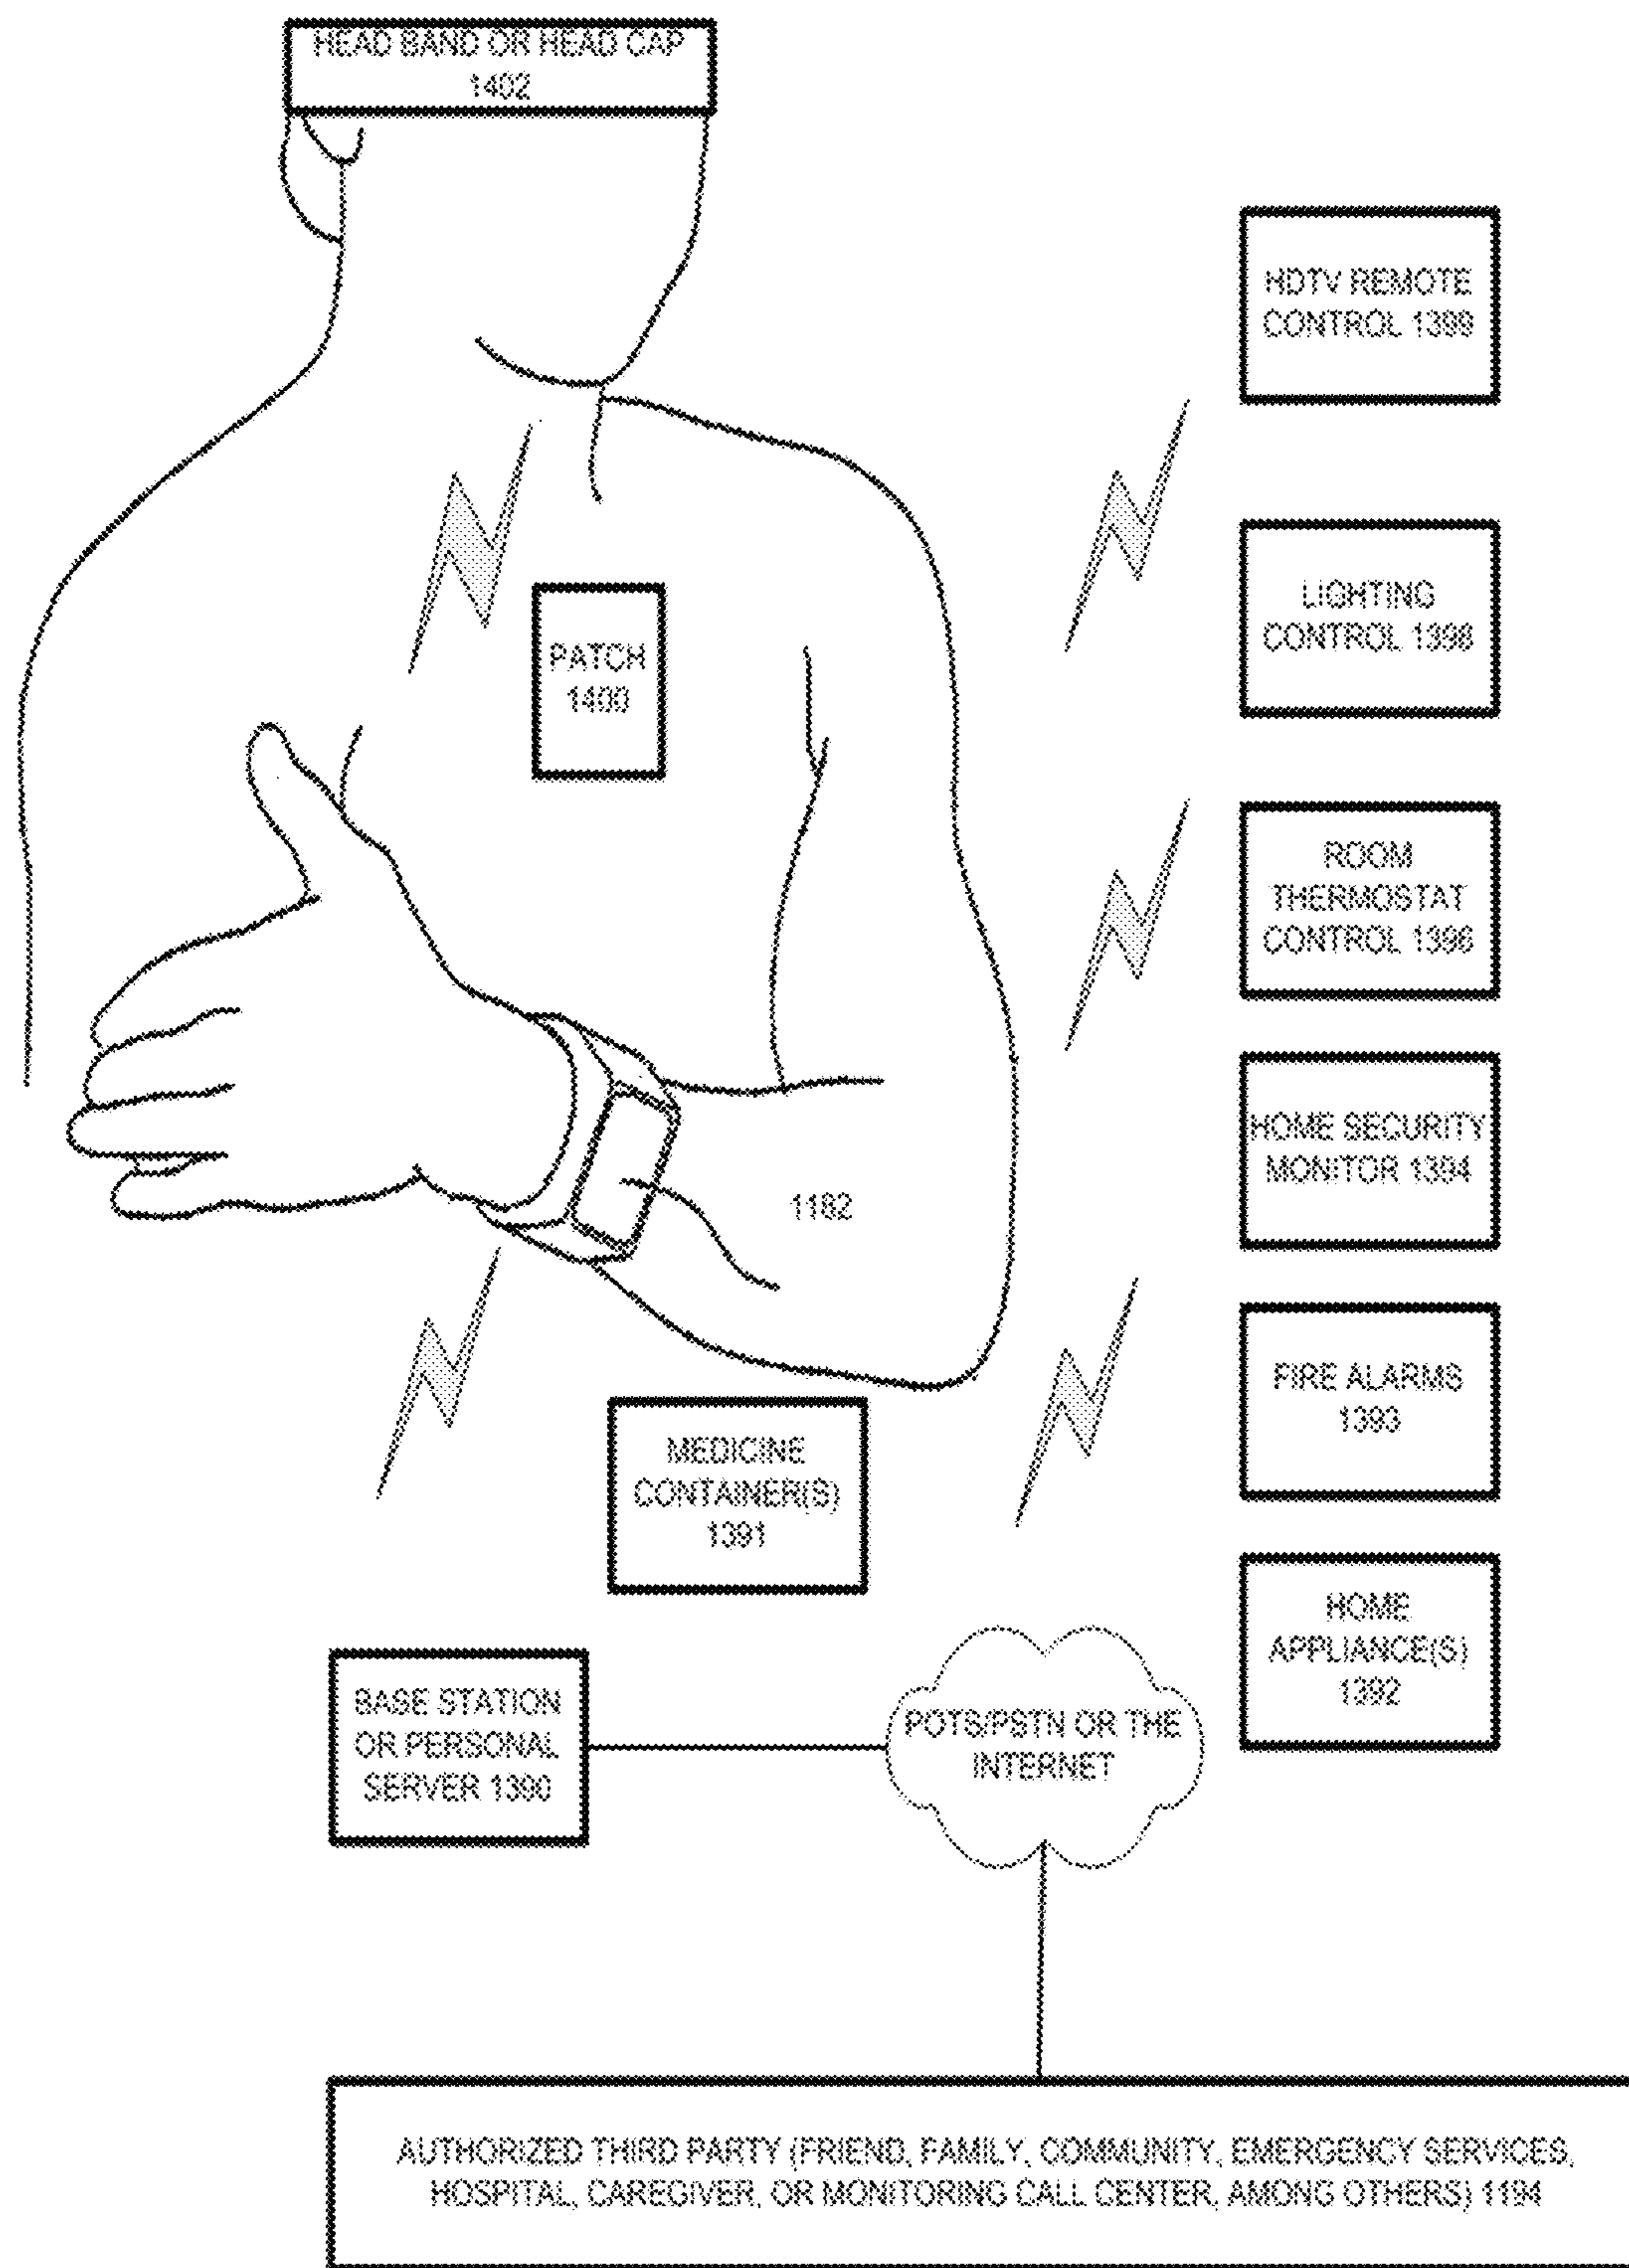 HEAD BAND OR HEAD CAP
1402
HDTV REMOTE
CONTROL 1399
LIGHTING
CONTROL 1398
PATCH
1400
ROOM
THERMOSTAT
CONTROL 1396
HOME SECURITY
MONITOR 1394
1182
FIRE ALARMS
1393
MEDICINE
CONTAINER(S)
1391
HOME
APPLIANCE(S)
1392
BASE STATION
OR PERSONAL
SERVER 1390
POTS/PSTN OR THE
INTERNET
AUTHORIZED THIRD PARTY (FRIEND, FAMILY, COMMUNITY, EMERGENCY SERVICES,
HOSPITAL, CAREGIVER, OR MONITORING CALL CENTER, AMONG OTHERS) 1194